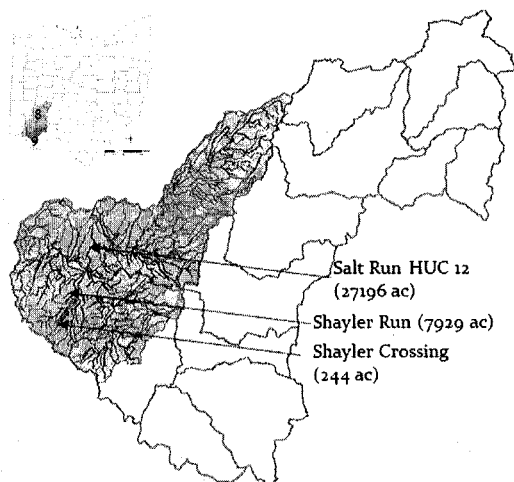 Salt Run HUC 12
(27196 ac)
Shayler Run (7929 ac)
Shayler Crossing
(244 ac)